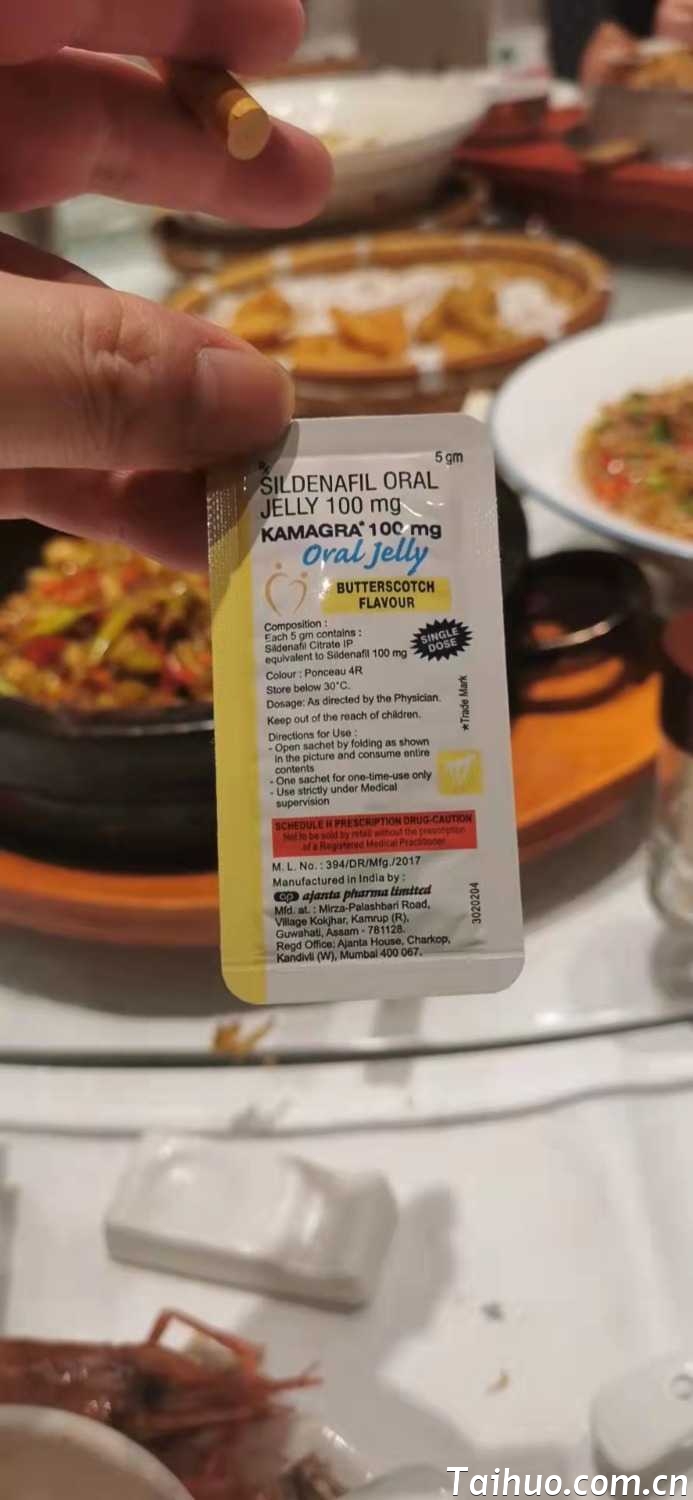 Rx
5 gm
SILDENAFIL ORAL
JELLY 100 mg
KAMAGRA* 100 mg
Oral Jelly
BUTTERSCOTCH
FLAVOUR
Composition :
Each 5 gm contains :
Sildenafil Citrate IP
equivalent to Sildenafil 100 mg
SINGLE
DOSE
Colour : Ponceau 4R
Store below 30°C.
Dosage: As directed by the Physician.
Keep out of the reach of children.
*Trade Mark
Directions for Use :
- Open sachet by folding as shown
in the picture and consume entire
contents
- One sachet for one-time-use only
- Use strictly under Medical
supervision
SCHEDULE H PRESCRIPTION DRUG-CAUTION
Not to be sold by retail without the prescription
of a Registered Medical Practitioner
M. L. No. : 394/DR/Mfg./2017
Manufactured in India by :
ap ajanta pharma limited
Mfd. at. : Mirza-Palashbari Road,
Village Kokjhar, Kamrup (R),
Guwahati, Assam - 781128.
Regd Office: Ajanta House, Charkop,
Kandivli (W), Mumbai 400 067.
3020204
Taihuo.com.cn